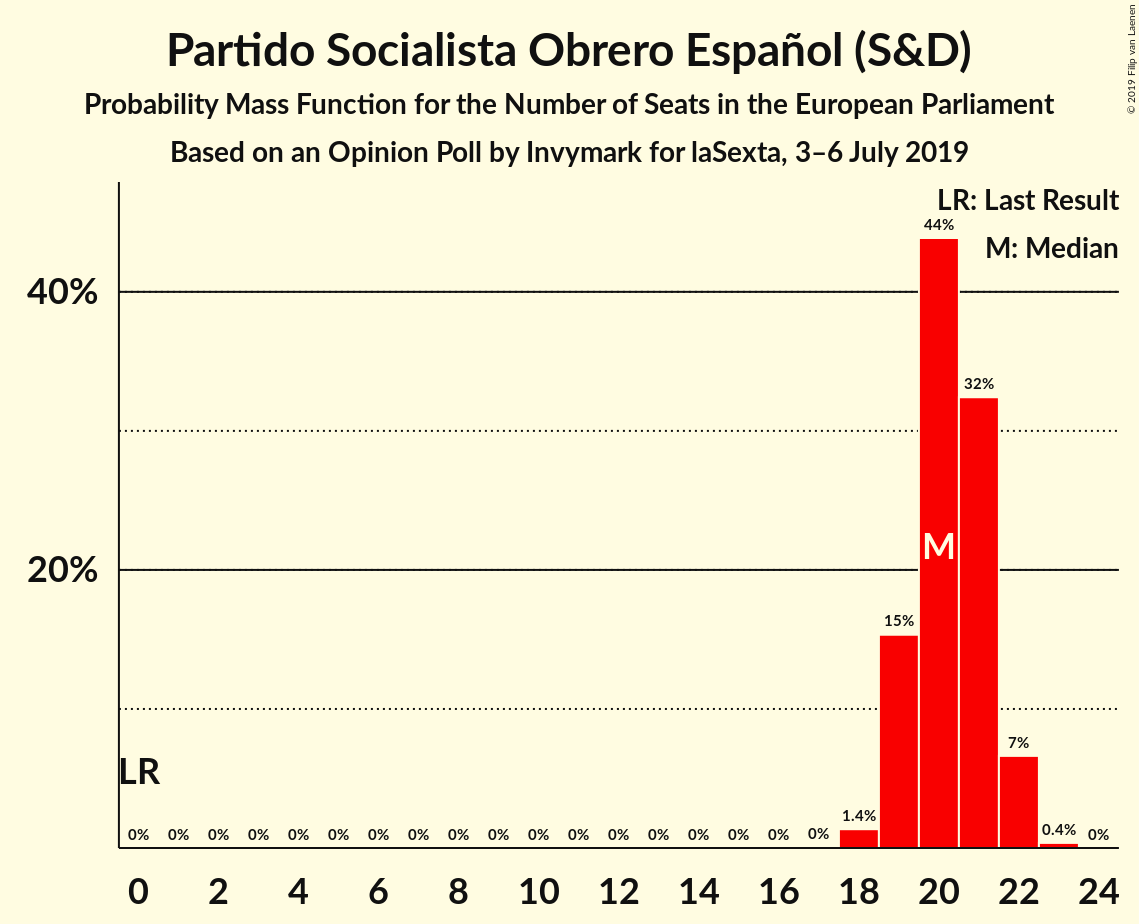 Partido Socialista Obrero Español (S&D)
Probability Mass Function for the Number of Seats in the European Parliament
Based on an Opinion Poll by Invymark for laSexta, 3–6 July 2019
© 2019 Filip van Laenen
LR: Last Result
M: Median
44%
40%
32%
M
20%
15%
7%
LR
0% 0% 0% 0% 0% 0% 0% 0% 0% 0% 0% 0% 0% 0% 0% 0% 0% 0% 1.4% 0.4% 0%
0 2 4 6 8 10 12 14 16 18 20 22 24